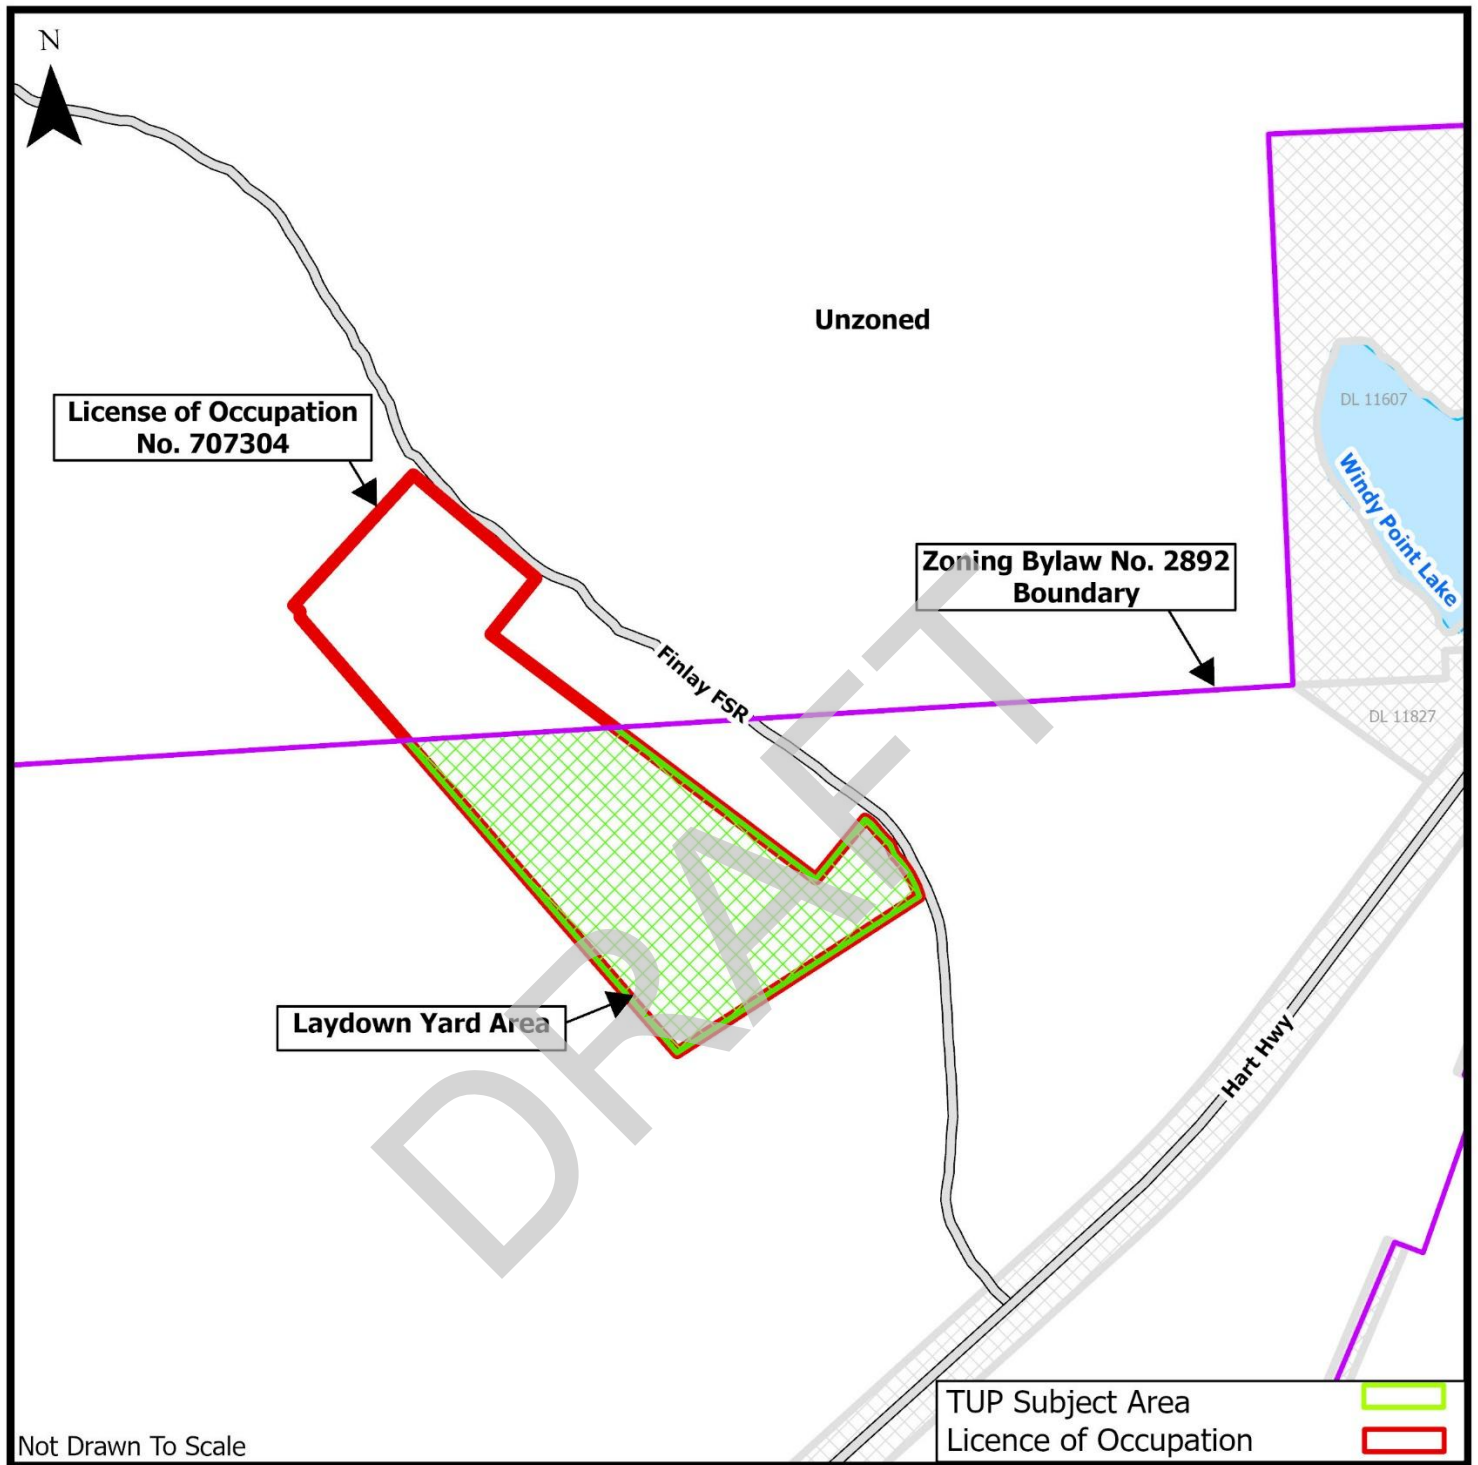 N
Unzoned
License of Occupation
No. 707304
DL 11607
Windy Point Lake
Zoning Bylaw No. 2892
Boundary
Finlay FSR
DL 11827
DRAFT
Laydown Yard Area
Hart Hwy
TUP Subject Area
Licence of Occupation
Not Drawn To Scale